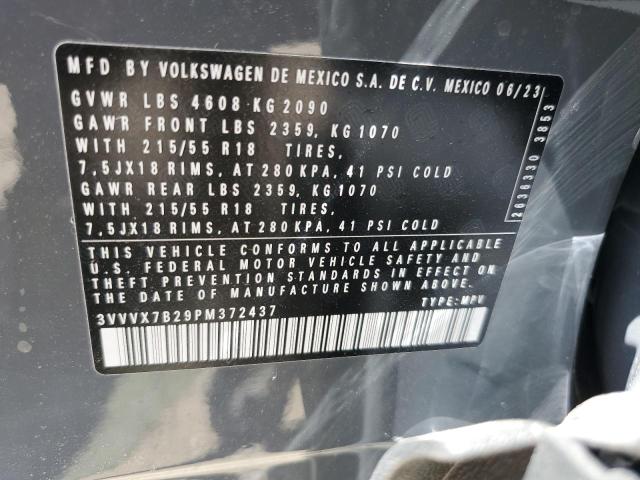 MFD BY VOLKSWAGEN DE MEXICO S.A. DE C.V. MEXICO 06/23
GVWR LBS 4608 KG 2090
GAWR FRONT LBS 2359, KG 1070
WITH 215/55 R18 TIRES,
7,5JX18 RIMS, AT 280 KPA, 41 PSI COLD
GAWR REAR LBS 2359, KG 1070
WITH 215/55 R18 TIRES,
7,5JX18 RIMS, AT 280 KPA, 41 PSI COLD
THIS VEHICLE CONFORMS TO ALL APPLICABLE
U.S. FEDERAL MOTOR VEHICLE SAFETY AND
THEFT PREVENTION STANDARDS IN EFFECT ON
THE DATE OF MANUFACTURE SHOWN ABOVE.
3VVVX7B29PM372437 TYPE: MPV
2036330 3853